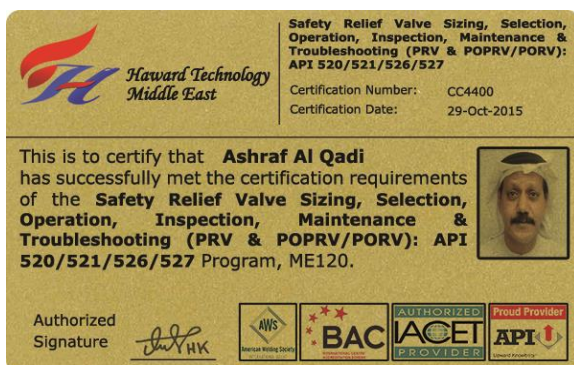 Haward Technology
Middle East
Safety Relief Valve Sizing, Selection,
Operation, Inspection, Maintenance &
Troubleshooting (PRV & POPRV/PORV):
API 520/521/526/527
Certification Number: CC4400
Certification Date: 29-Oct-2015
This is to certify that Ashraf Al Qadi
has successfully met the certification requirements
of the Safety Relief Valve Sizing, Selection,
Operation, Inspection, Maintenance &
Troubleshooting (PRV & POPRV/PORV): API
520/521/526/527 Program, ME120.
Authorized
Signature
AWS
American Welding Society
BAC
AUTHORIZED
IACET
PROVIDER
Proud Provider
API